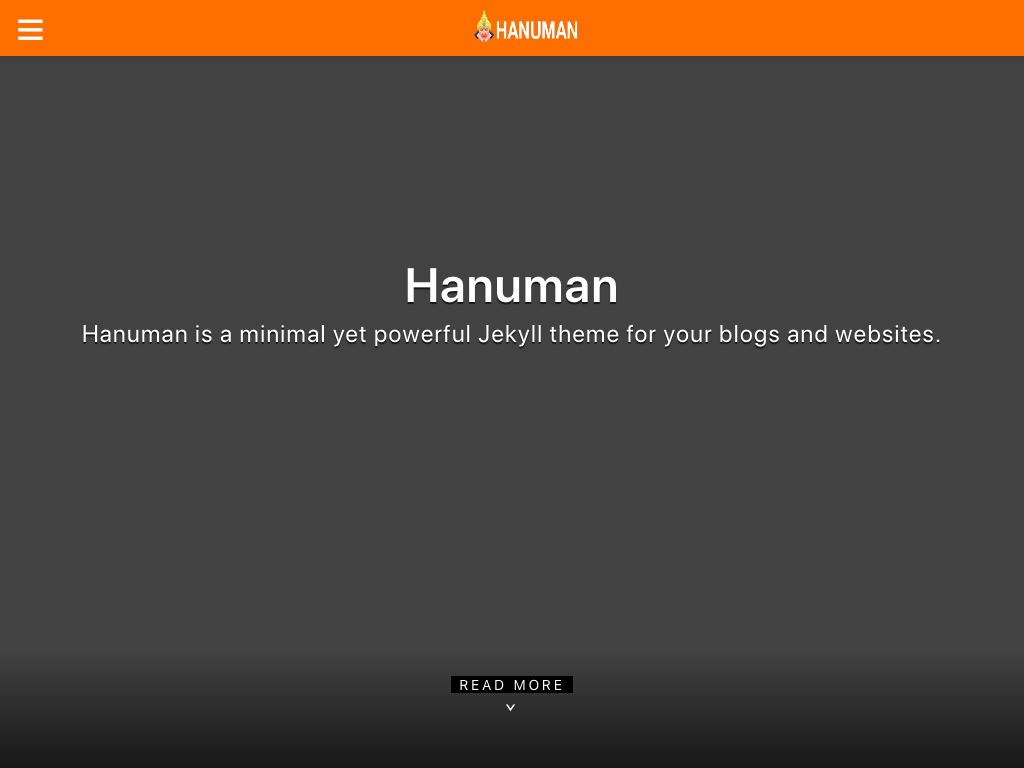 HANUMAN
Hanuman
Hanuman is a minimal yet powerful Jekyll theme for your blogs and websites.
READ MORE